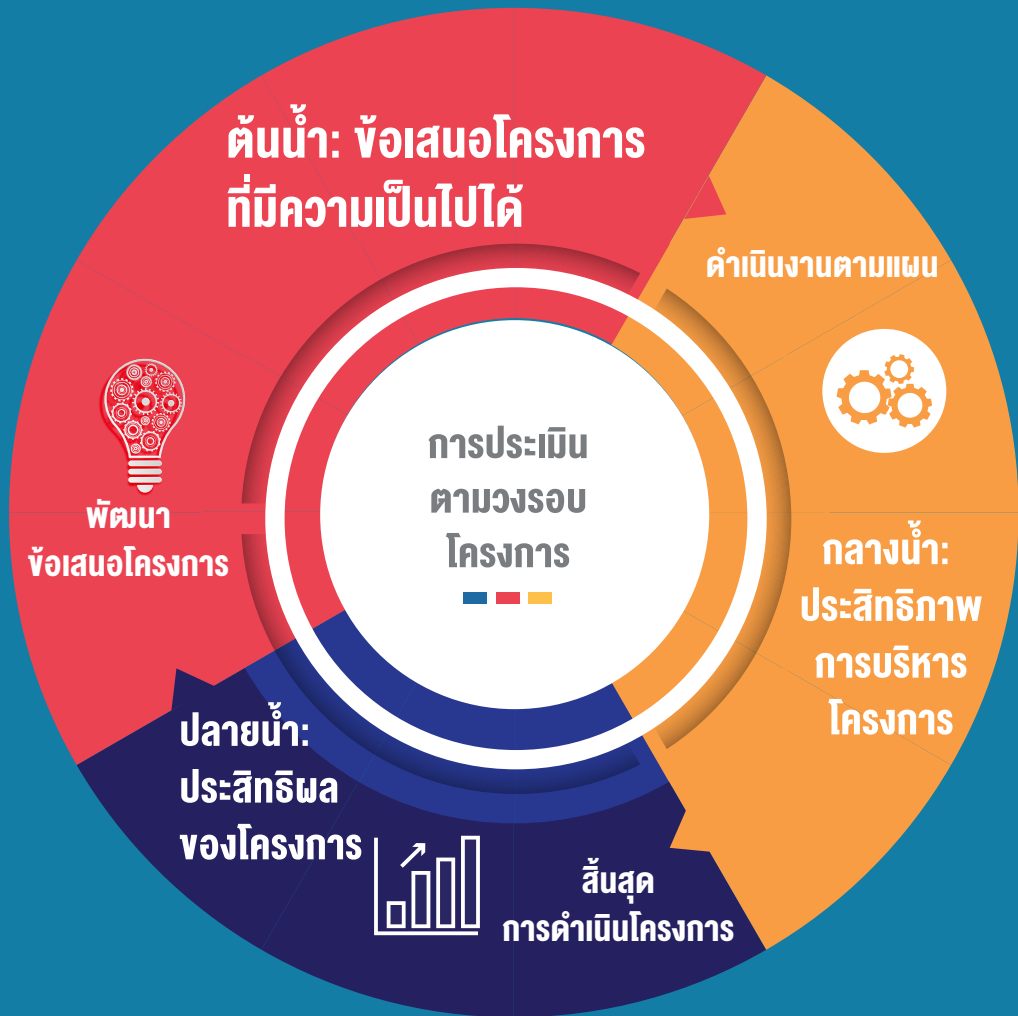 ต้นน้ำ: ข้อเสนอโครงการ
ที่มีความเป็นไปได้
ดำเนินงานตามแผน
การประเมิน
ตามวงรอบ
โครงการ
พัฒนา
ข้อเสนอโครงการ
กลางน้ำ:
ประสิทธิภาพ
การบริหาร
โครงการ
ปลายน้ำ:
ประสิทธิผล
ของโครงการ
สิ้นสุด
การดำเนินโครงการ